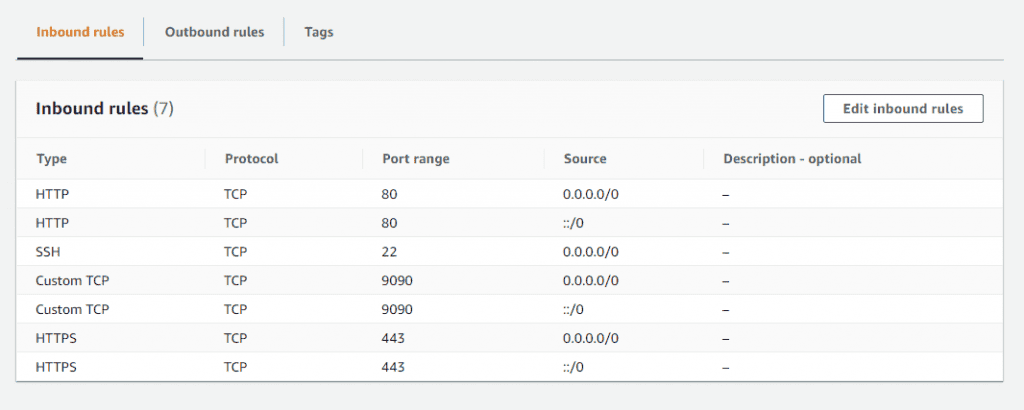 Inbound rules Outbound rules Tags
Inbound rules (7) Edit inbound rules
Type Protocol Port range Source Description - optional
HTTP TCP 80 0.0.0.0/0 –
HTTP TCP 80 ::/0 –
SSH TCP 22 0.0.0.0/0 –
Custom TCP TCP 9090 0.0.0.0/0 –
Custom TCP TCP 9090 ::/0 –
HTTPS TCP 443 0.0.0.0/0 –
HTTPS TCP 443 ::/0 –